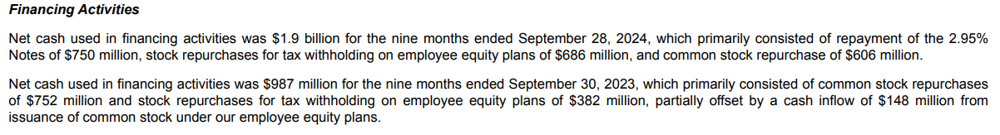 Financing Activities
Net cash used in financing activities was $1.9 billion for the nine months ended September 28, 2024, which primarily consisted of repayment of the 2.95%
Notes of $750 million, stock repurchases for tax withholding on employee equity plans of $686 million, and common stock repurchase of $606 million.
Net cash used in financing activities was $987 million for the nine months ended September 30, 2023, which primarily consisted of common stock repurchases
of $752 million and stock repurchases for tax withholding on employee equity plans of $382 million, partially offset by a cash inflow of $148 million from
issuance of common stock under our employee equity plans.